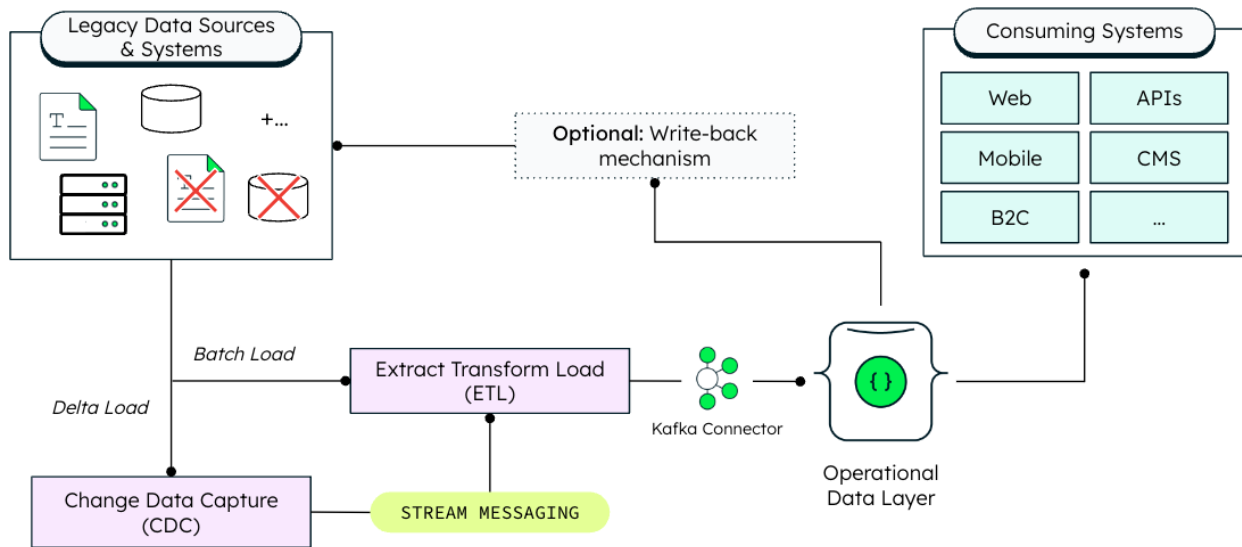 Legacy Data Sources
& Systems
T
+...
T
Optional: Write-back
mechanism
Consuming Systems
Web
APIs
Mobile
CMS
B2C
...
Batch Load
Delta Load
Extract Transform Load
(ETL)
Kafka Connector
{ }
Operational
Data Layer
Change Data Capture
(CDC)
STREAM MESSAGING